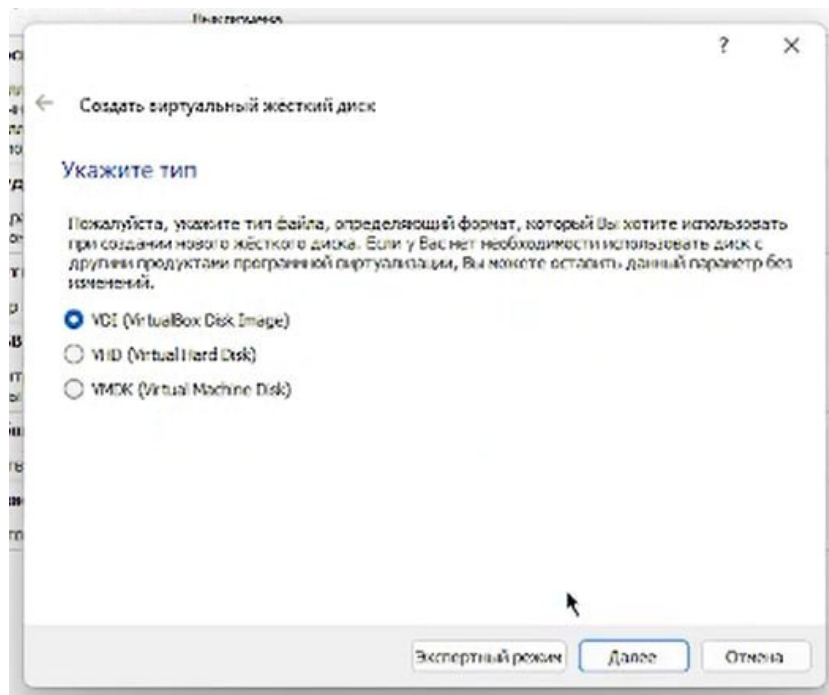 Выключена
?
Создать виртуальный жёсткий диск
Укажите тип
Пожалуйста, укажите тип файла, определяющий формат, который Вы хотите использовать
при создании нового жёсткого диска. Если у Вас нет необходимости использовать диск с
другими продуктами программной виртуализации, Вы можете оставить данный параметр без
изменений.
VDI (VirtualBox Disk Image)
VHD (Virtual Hard Disk)
VMDK (Virtual Machine Disk)
Экспертный режим
Далее
Отмена